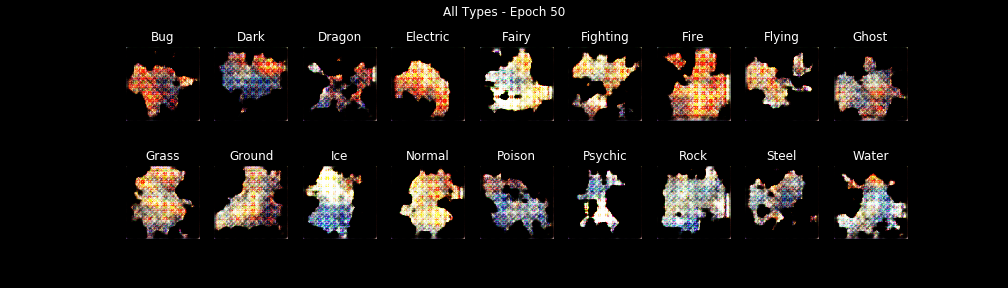 All Types - Epoch 50
Bug Dark Dragon Electric Fairy Fighting Fire Flying Ghost
Grass Ground Ice Normal Poison Psychic Rock Steel Water